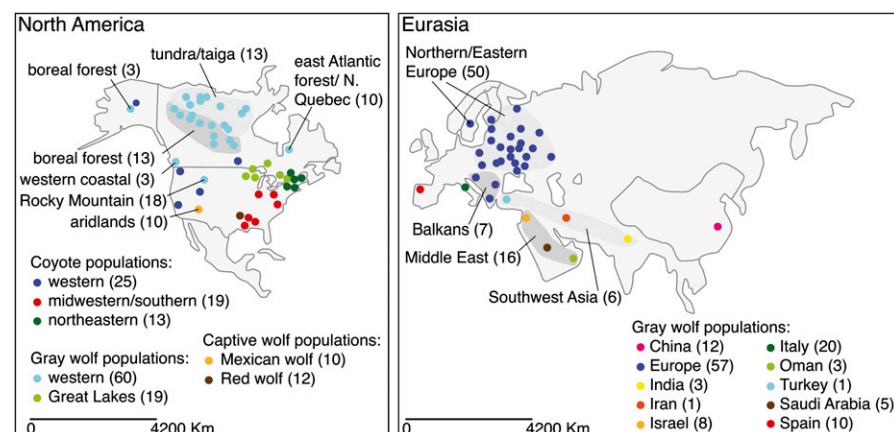 North America
tundra/taiga (13)
boreal forest (3)
east Atlantic
forest/ N.
Quebec (10)
boreal forest (13)
western coastal (3)
Rocky Mountain (18)
aridlands
(10)
Coyote populations:
western (25)
midwestern/southern (19)
northeastern (13)
Gray wolf populations:
western (60)
Great Lakes (19)
Captive wolf populations:
Mexican wolf (10)
Red wolf (12)
0
4200 Km
Eurasia
Northern/Eastern
Europe (50)
Balkans
(7)
Middle East (16)
Southwest Asia (6)
Gray wolf populations:
China (12)
Europe (57)
India (3)
Iran (1)
Israel (8)
Italy (20)
Oman (3)
Turkey (1)
Saudi Arabia (5)
Spain (10)
0
4200 Km